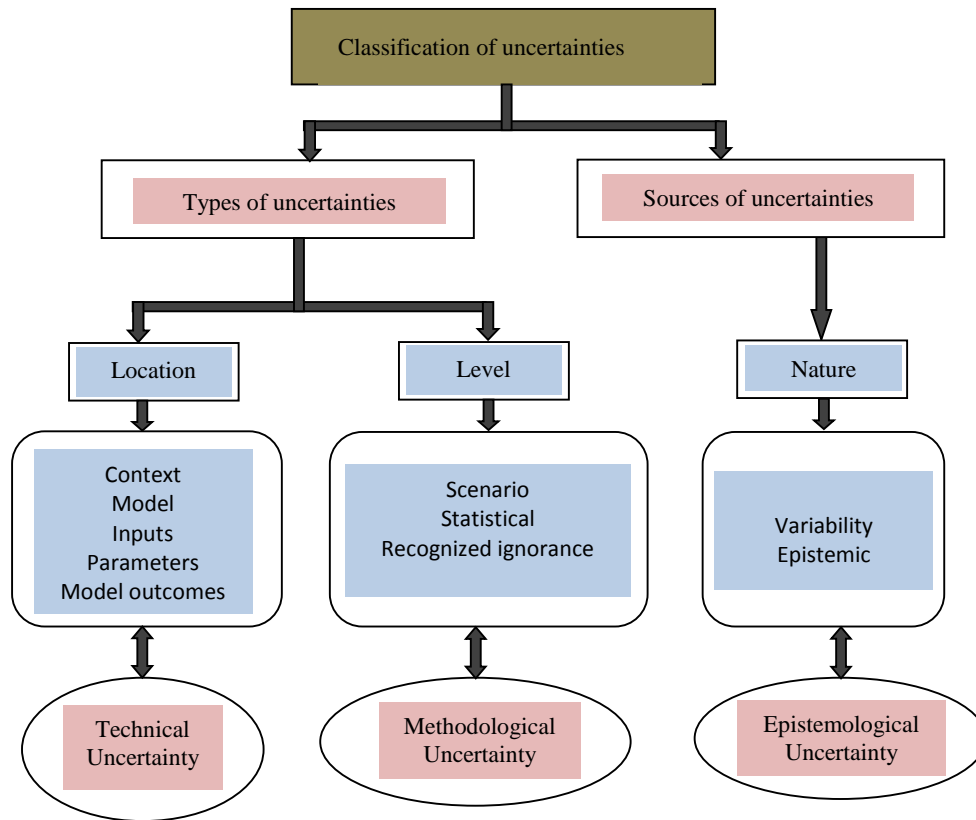 Classification of uncertainties
Types of uncertainties
Sources of uncertainties
Location
Level
Nature
Context
Model
Inputs
Parameters
Model outcomes
Scenario
Statistical
Recognized ignorance
Variability
Epistemic
Technical
Uncertainty
Methodological
Uncertainty
Epistemological
Uncertainty